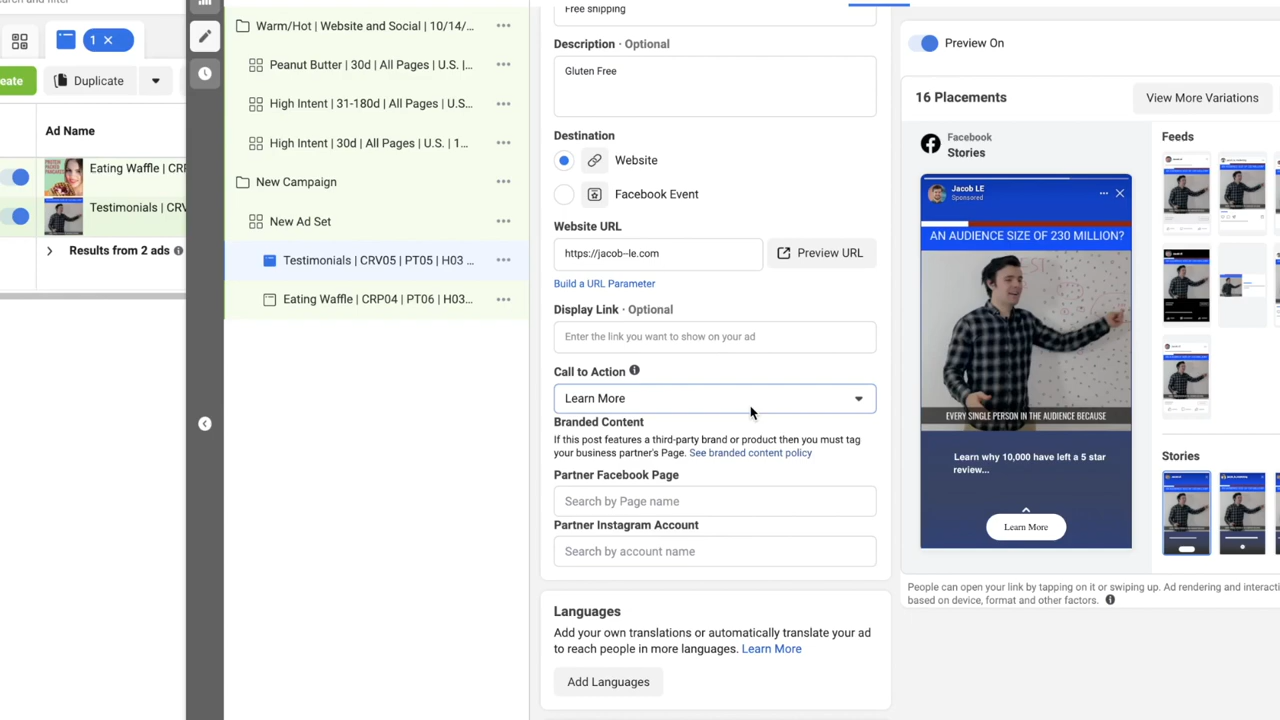 1
eate
Duplicate
Ad Name
Eating Waffle | CRF
Testimonials | CRV
Results from 2 ads
Warm/Hot | Website and Social | 10/14/...
Peanut Butter | 30d | All Pages | U.S. |...
High Intent | 31-180d | All Pages | U.S...
High Intent | 30d | All Pages | U.S. | 1...
New Campaign
New Ad Set
Testimonials | CRV05 | PT05 | H03 ...
Eating Waffle | CRP04 | PT06 | H03...
Free shipping
Description · Optional
Gluten Free
Destination
Website
Facebook Event
Website URL
https://jacob-le.com
Preview URL
Build a URL Parameter
Display Link · Optional
Enter the link you want to show on your ad
Call to Action
Learn More
Branded Content
If this post features a third-party brand or product then you must tag
your business partner's Page. See branded content policy
Partner Facebook Page
Search by Page name
Partner Instagram Account
Search by account name
Languages
Add your own translations or automatically translate your ad
to reach people in more languages. Learn More
Add Languages
Preview On
16 Placements
View More Variations
Facebook
Stories
Jacob LE
Sponsored
AN AUDIENCE SIZE OF 230 MILLION?
EVERY SINGLE PERSON IN THE AUDIENCE BECAUSE
Learn why 10,000 have left a 5 star
review...
Learn More
Feeds
Stories
People can open your link by tapping on it or swiping up. Ad rendering and interacti
based on device, format and other factors.